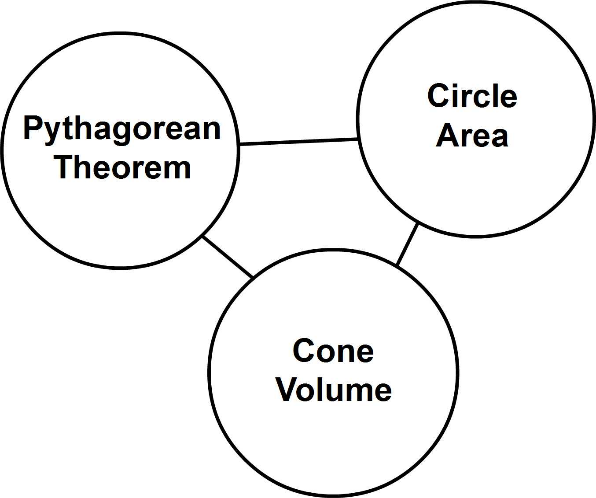 Pythagorean
Theorem
Circle
Area
Cone
Volume